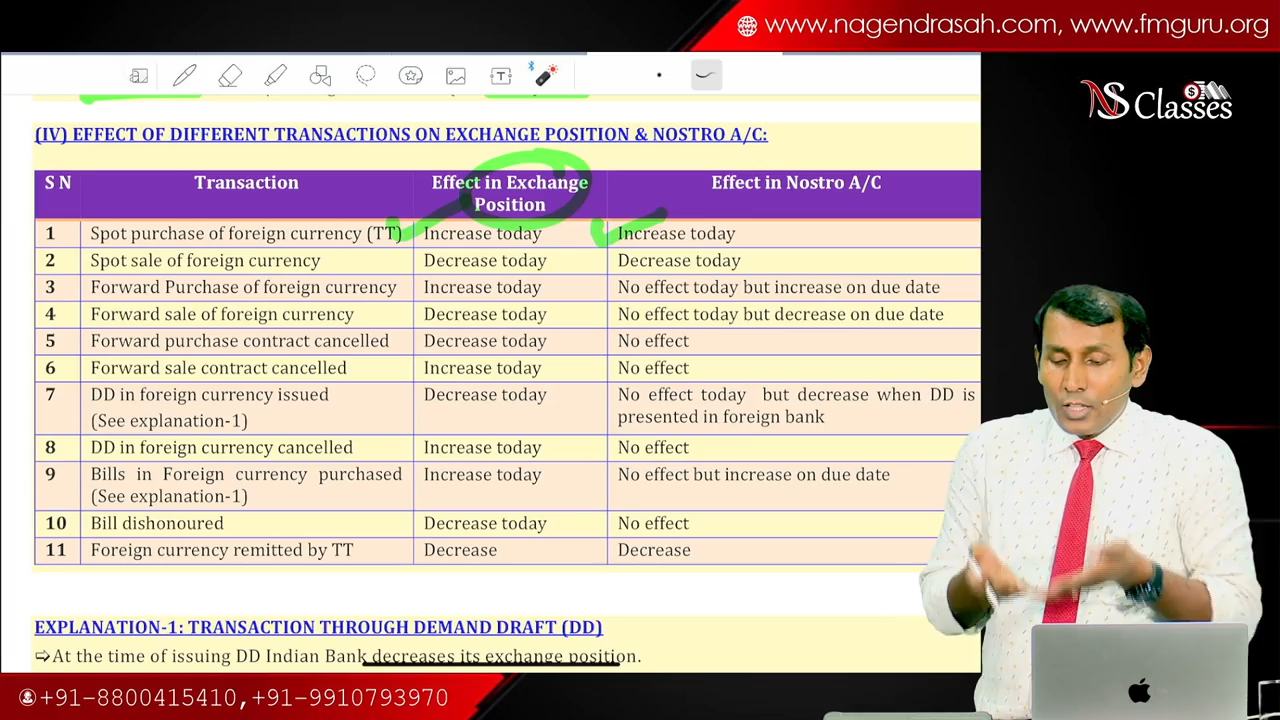 www.nagendrasah.com, www.fmguru.org
NS Classes
(IV) EFFECT OF DIFFERENT TRANSACTIONS ON EXCHANGE POSITION & NOSTRO A/C:
S N Transaction Effect in Exchange Position Effect in Nostro A/C
1 Spot purchase of foreign currency (TT) Increase today Increase today
2 Spot sale of foreign currency Decrease today Decrease today
3 Forward Purchase of foreign currency Increase today No effect today but increase on due date
4 Forward sale of foreign currency Decrease today No effect today but decrease on due date
5 Forward purchase contract cancelled Decrease today No effect
6 Forward sale contract cancelled Increase today No effect
7 DD in foreign currency issued Decrease today No effect today but decrease when DD is
(See explanation-1) presented in foreign bank
8 DD in foreign currency cancelled Increase today No effect
9 Bills in Foreign currency purchased Increase today No effect but increase on due date
(See explanation-1)
10 Bill dishonoured Decrease today No effect
11 Foreign currency remitted by TT Decrease Decrease
EXPLANATION-1: TRANSACTION THROUGH DEMAND DRAFT (DD)
⇨At the time of issuing DD Indian Bank decreases its exchange position.
+91-8800415410,+91-9910793970